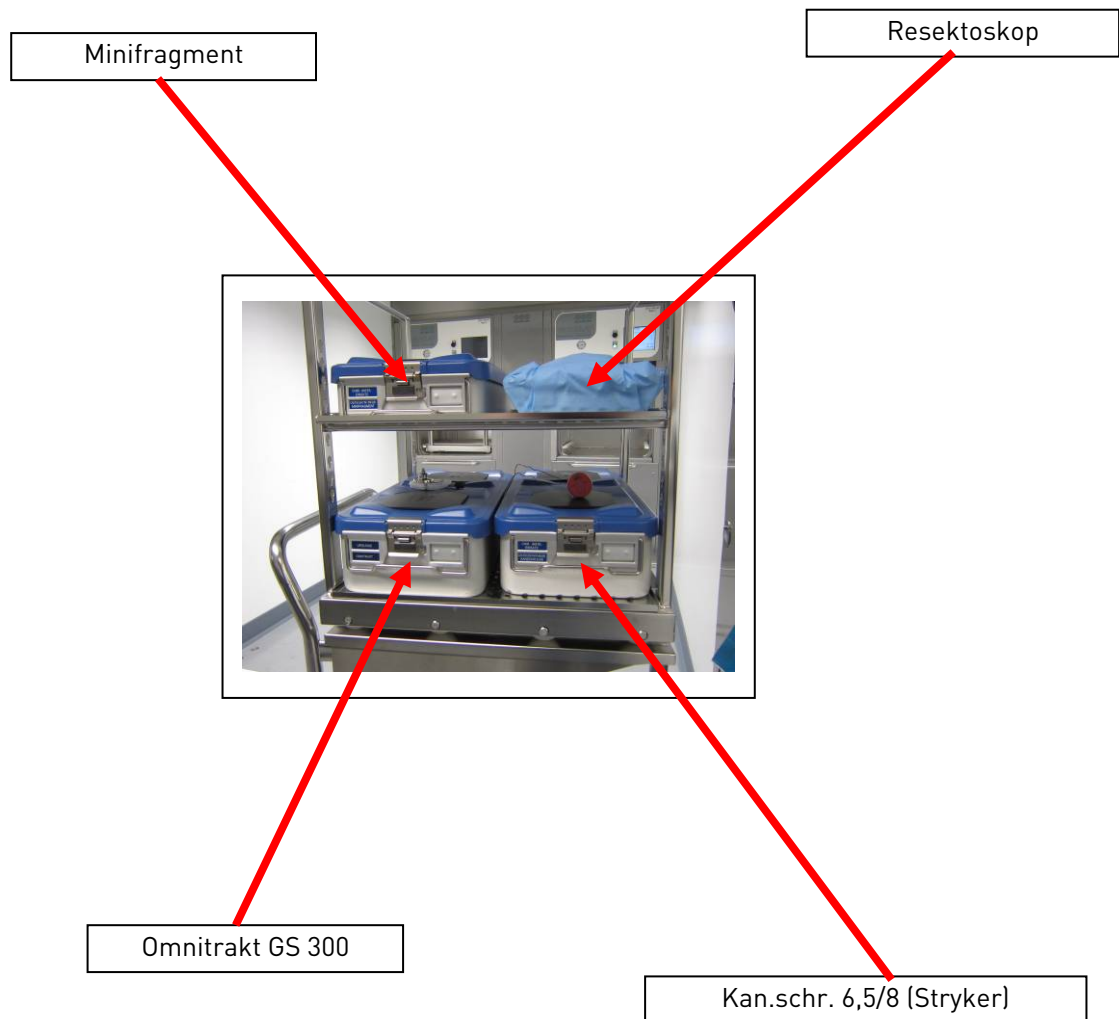 Resektoskop
Minifragment
Omnitrakt GS 300
Kan.schr. 6,5/8 (Stryker)